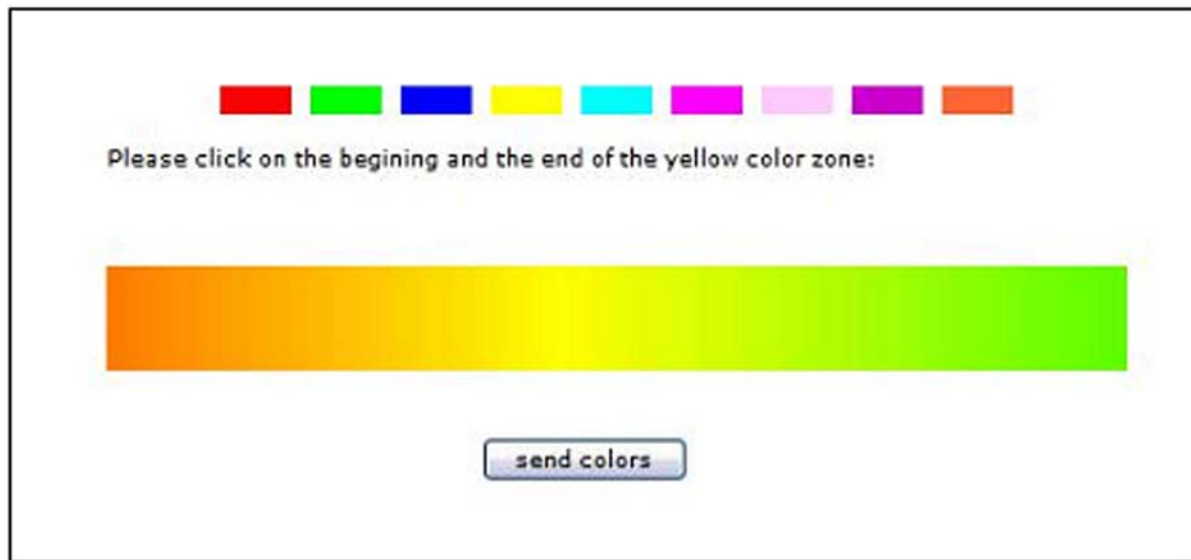 Please click on the begining and the end of the yellow color zone:
send colors